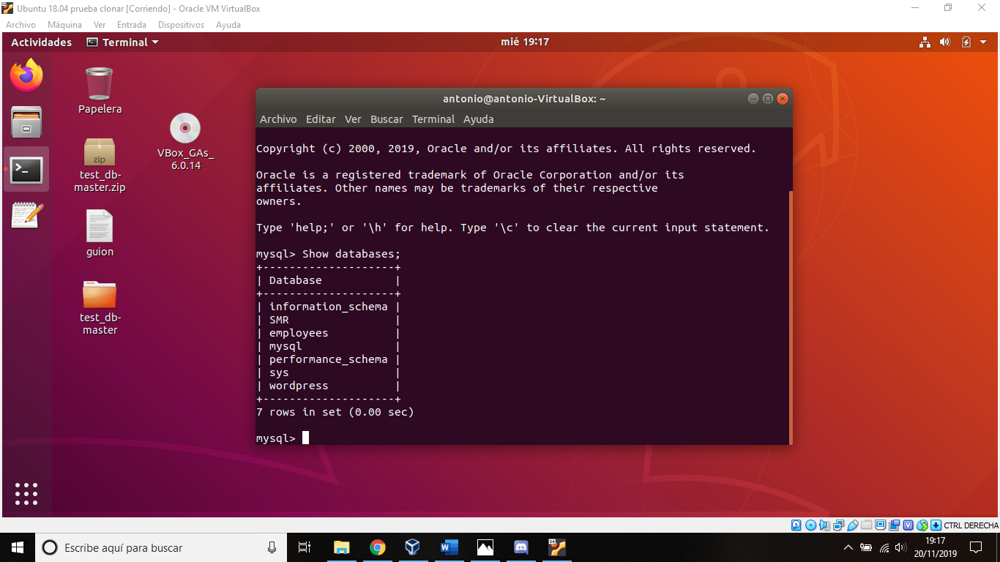 Ubuntu 18.04 prueba clonar [Corriendo] - Oracle VM VirtualBox
Archivo Máquina Ver Entrada Dispositivos Ayuda
Actividades Terminal mié 19:17
Papelera
VBox_GAs_
6.0.14
zip
test_db-
master.zip
guion
test_db-
master
antonio@antonio-VirtualBox: ~
Archivo Editar Ver Buscar Terminal Ayuda
Copyright (c) 2000, 2019, Oracle and/or its affiliates. All rights reserved.
Oracle is a registered trademark of Oracle Corporation and/or its
affiliates. Other names may be trademarks of their respective
owners.
Type 'help;' or '\h' for help. Type '\c' to clear the current input statement.
mysql> Show databases;
+--------------------+
| Database           |
+--------------------+
| information_schema |
| SMR                |
| employees          |
| mysql              |
| performance_schema |
| sys                |
| wordpress          |
+--------------------+
7 rows in set (0.00 sec)
mysql>
CTRL DERECHA
Escribe aquí para buscar
19:17
20/11/2019